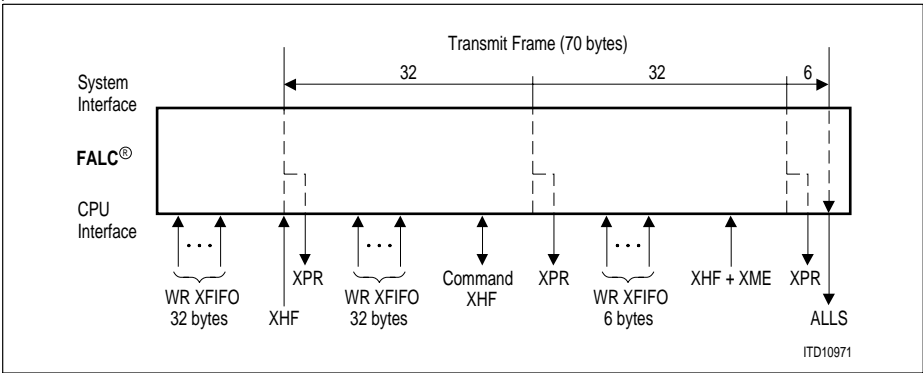 Transmit Frame (70 bytes)
32
32
6
System
Interface
FALC®
CPU
Interface
...
...
...
WR XFIFO
32 bytes
XHF
XPR
WR XFIFO
32 bytes
Command
XHF
XPR
WR XFIFO
6 bytes
XHF + XME
XPR
ALLS
ITD10971